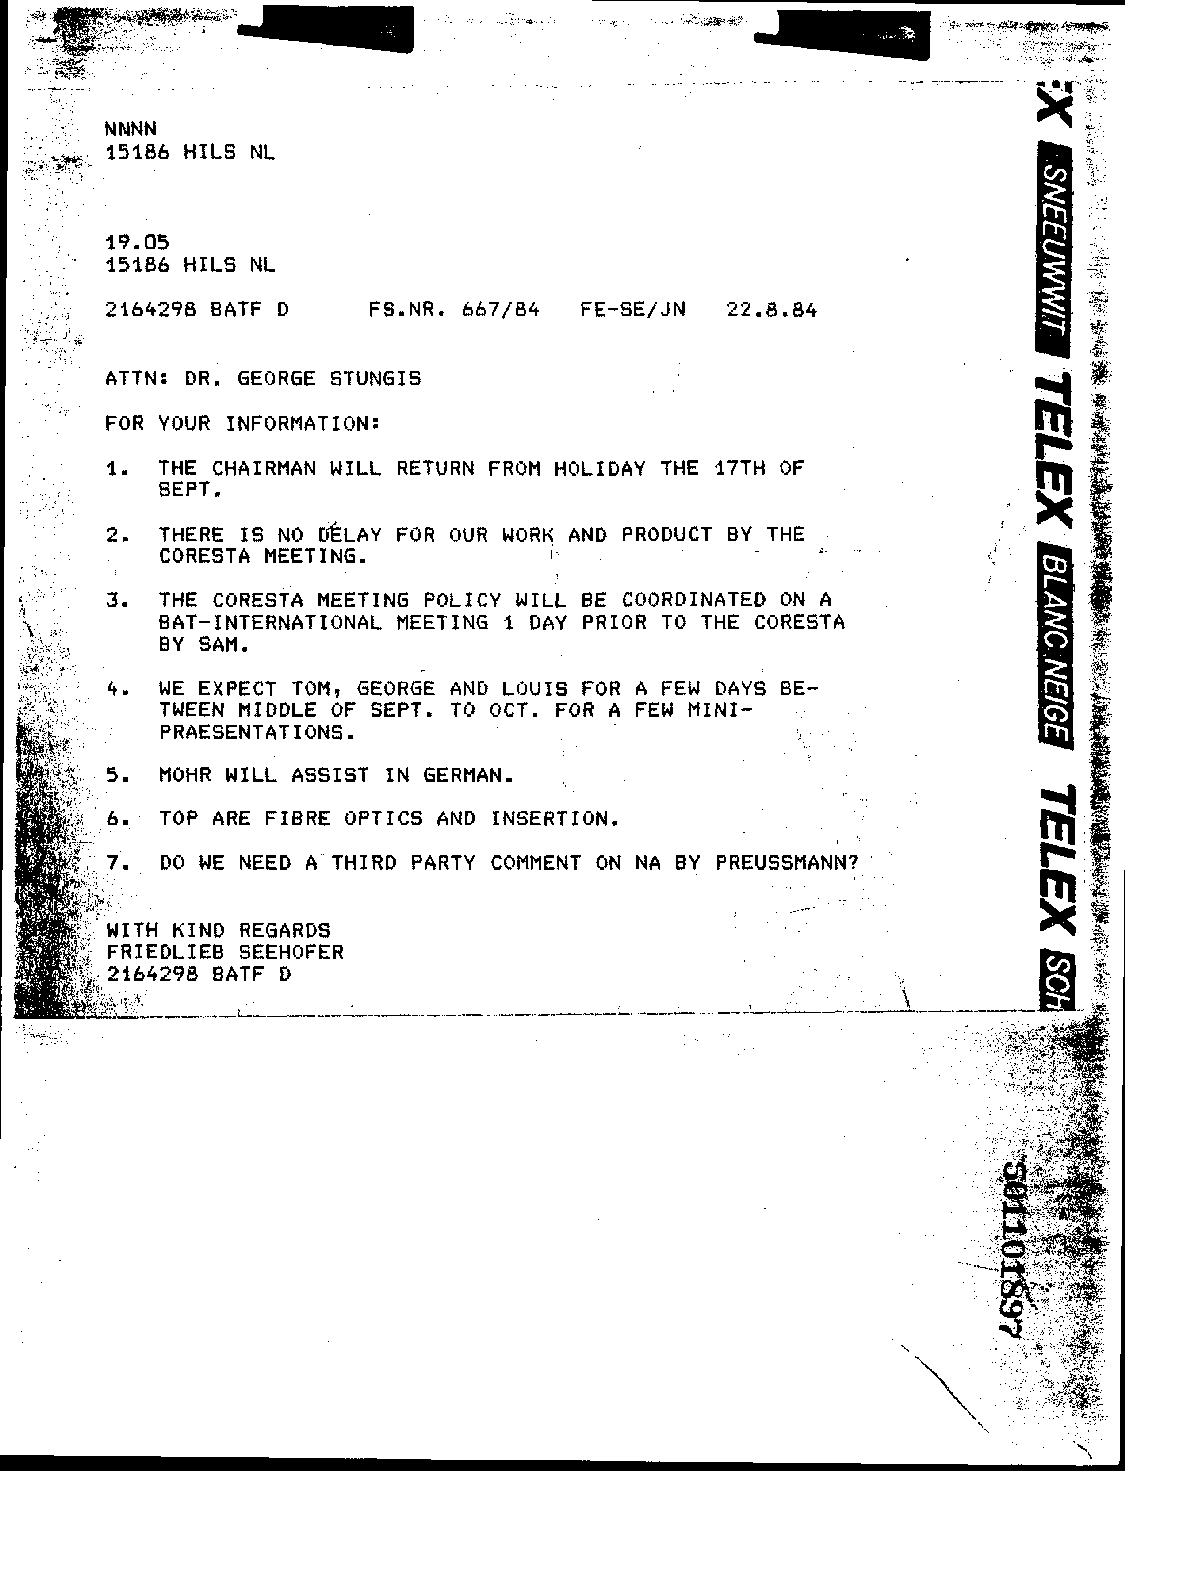 NNNN
15186 HILS NL
19.05
15186 HILS NL
2164298 BATF D FS.NR. 667/84 FE-SE/JN 22.8.84
ATTN: DR. GEORGE STUNGIS
FOR YOUR INFORMATION:
1. THE CHAIRMAN WILL RETURN FROM HOLIDAY THE 17TH OF
SEPT.
2. THERE IS NO DELAY FOR OUR WORK AND PRODUCT BY THE
CORESTA MEETING.
3. THE CORESTA MEETING POLICY WILL BE COORDINATED ON A
BAT-INTERNATIONAL MEETING 1 DAY PRIOR TO THE CORESTA
BY SAM.
4. WE EXPECT TOM, GEORGE AND LOUIS FOR A FEW DAYS BE-
TWEEN MIDDLE OF SEPT. TO OCT. FOR A FEW MINI-
PRAESENTATIONS.
5. MOHR WILL ASSIST IN GERMAN.
6. TOP ARE FIBRE OPTICS AND INSERTION.
7. DO WE NEED A THIRD PARTY COMMENT ON NA BY PREUSSMANN?
WITH KIND REGARDS
FRIEDLIEB SEEHOFER
2164298 BATF D
EX SNEEUWWIT TELEX BLANC NEIGE TELEX SCH
501101897